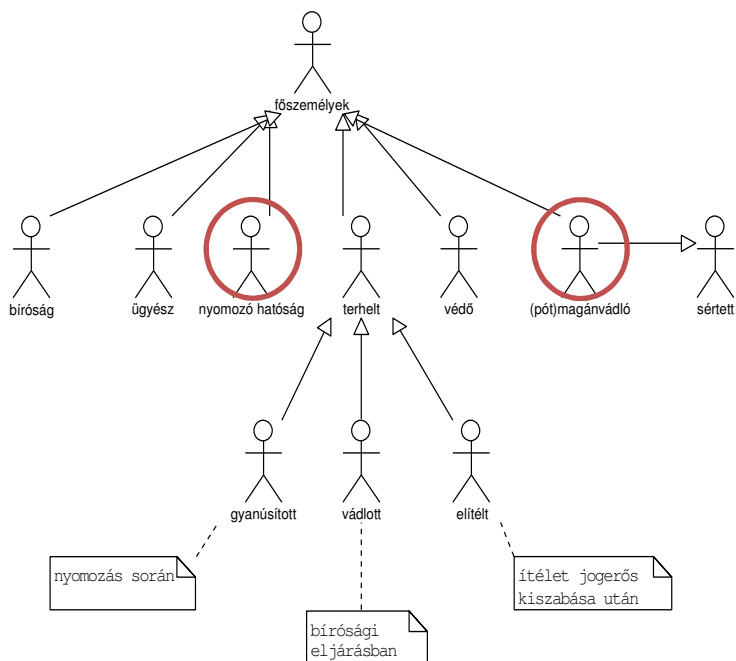 főszemélyek
bíróság
ügyész
nyomozó hatóság
terhelt
védő
(pót)magánvádló
sértett
gyanúsított
vádlott
elítélt
nyomozás során
ítélet jogerős
kiszabása után
bírósági
eljárásban